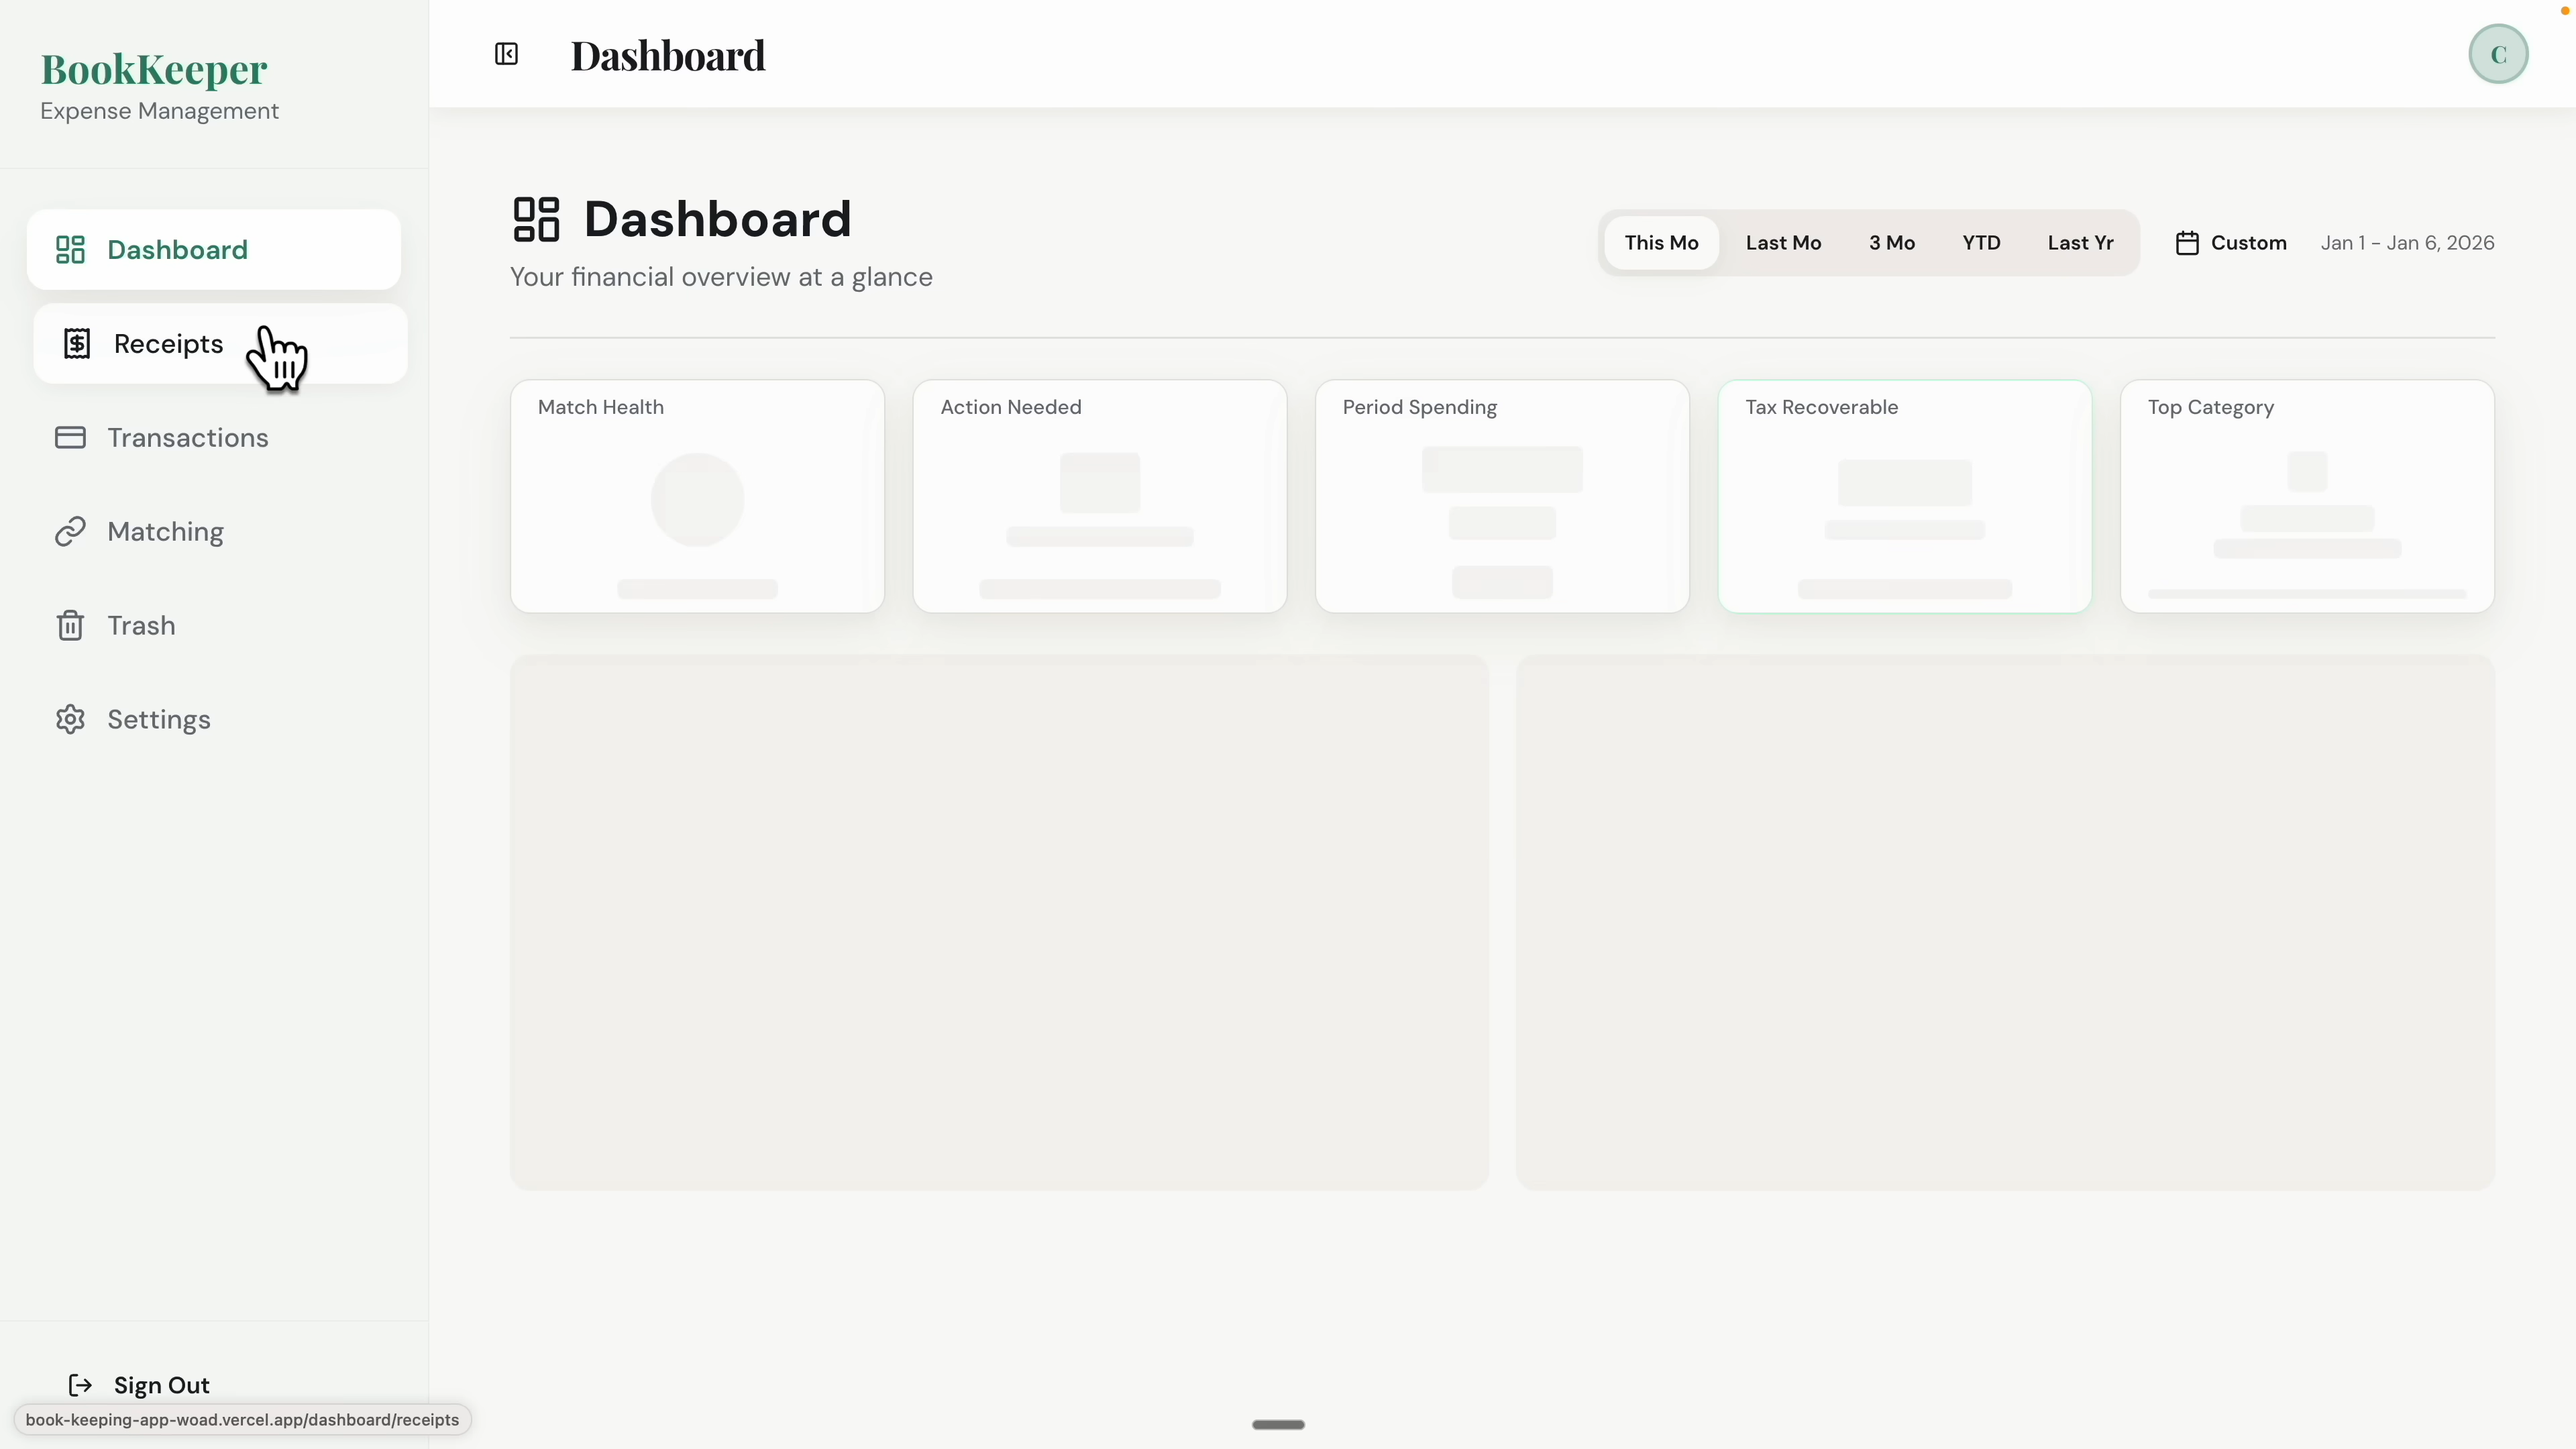 BookKeeper
Expense Management
Dashboard
Receipts
Transactions
Matching
Trash
Settings
Sign Out
book-keeping-app-woad.vercel.app/dashboard/receipts
Dashboard
C
Dashboard
Your financial overview at a glance
This Mo
Last Mo
3 Mo
YTD
Last Yr
Custom
Jan 1 - Jan 6, 2026
Match Health
Action Needed
Period Spending
Tax Recoverable
Top Category